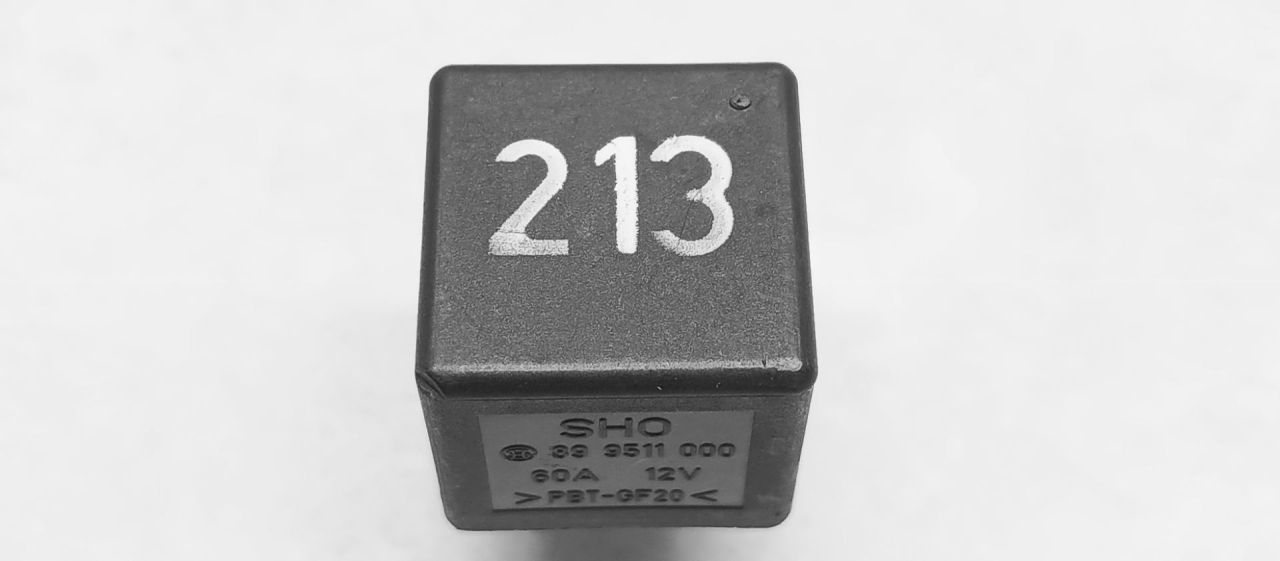 213
SHO
39 9511 000
60A 12V
>PBT-GF20<